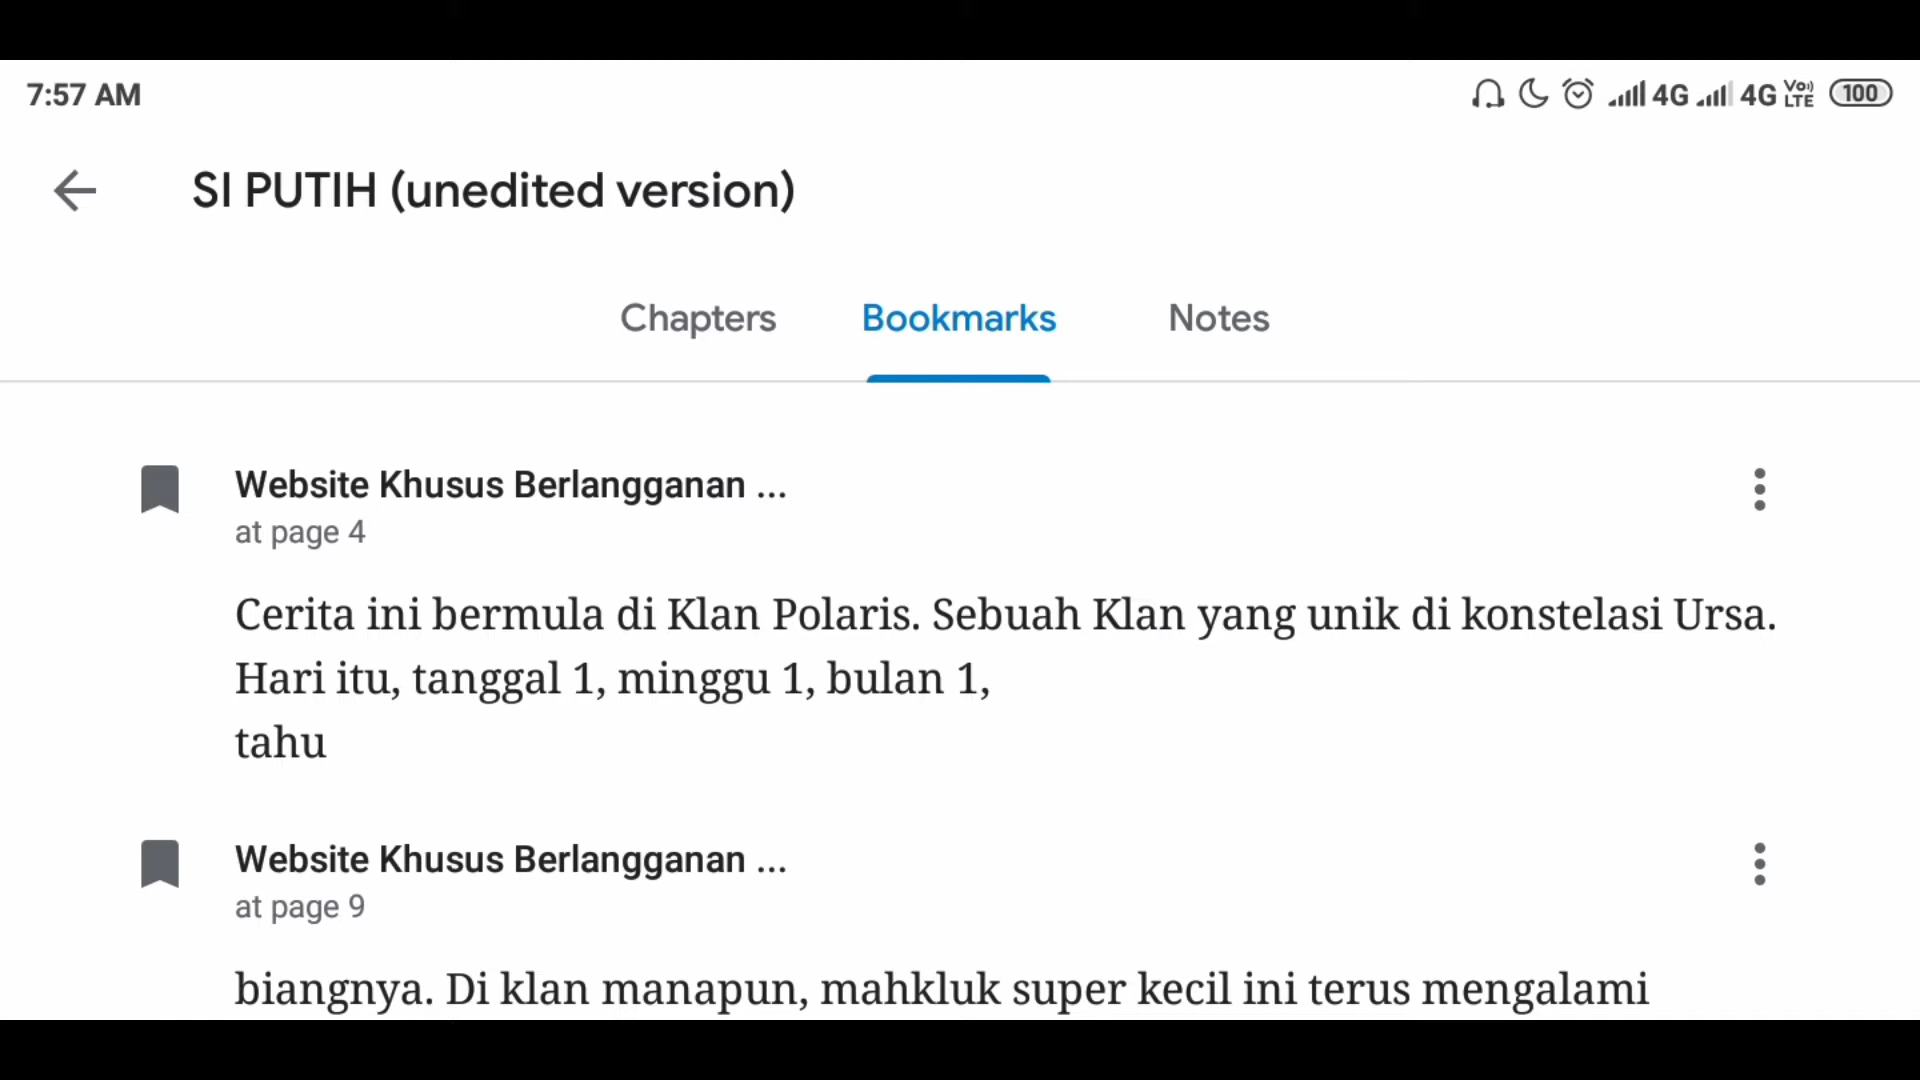 7:57 AM 4G 4G Vo)) LTE 100
SI PUTIH (unedited version)
Chapters Bookmarks Notes
Website Khusus Berlangganan ...
at page 4
Cerita ini bermula di Klan Polaris. Sebuah Klan yang unik di konstelasi Ursa.
Hari itu, tanggal 1, minggu 1, bulan 1,
tahu
Website Khusus Berlangganan ...
at page 9
biangnya. Di klan manapun, mahkluk super kecil ini terus mengalami